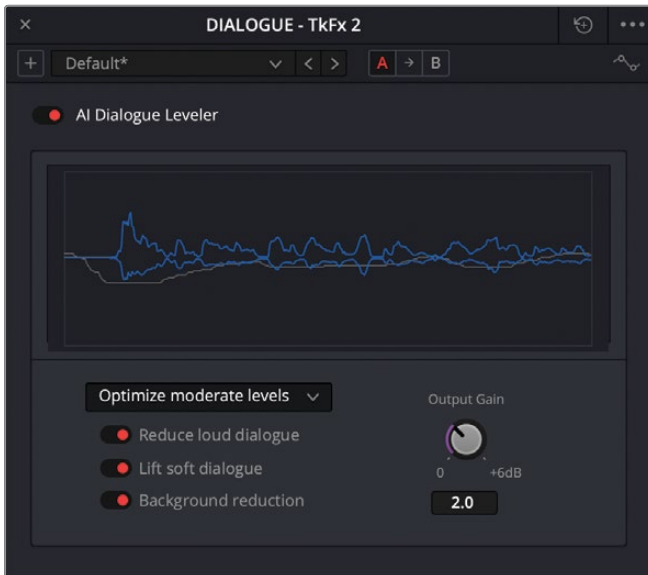 DIALOGUE - TkFx 2
Default*
A
B
AI Dialogue Leveler
Optimize moderate levels
Output Gain
Reduce loud dialogue
Lift soft dialogue
0 +6dB
Background reduction
2.0